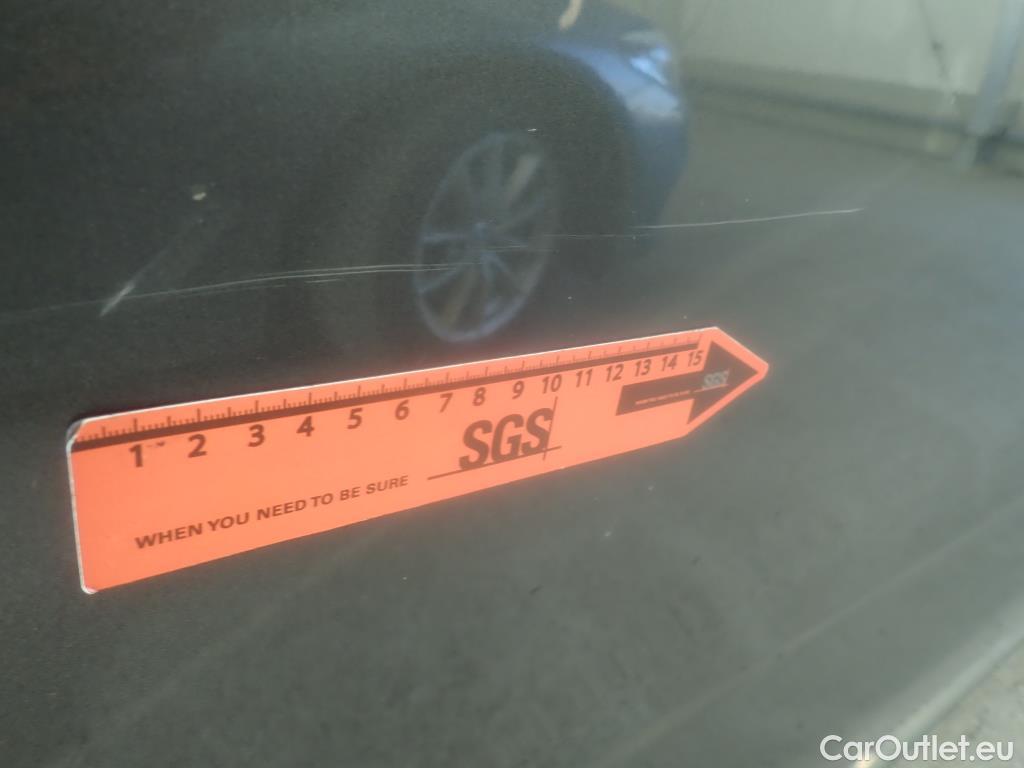 1 2 3 4 5 6 7 8 9 10 11 12 13 14 15
SGS
SGS
WHEN YOU NEED TO BE SURE
CarOutlet.eu